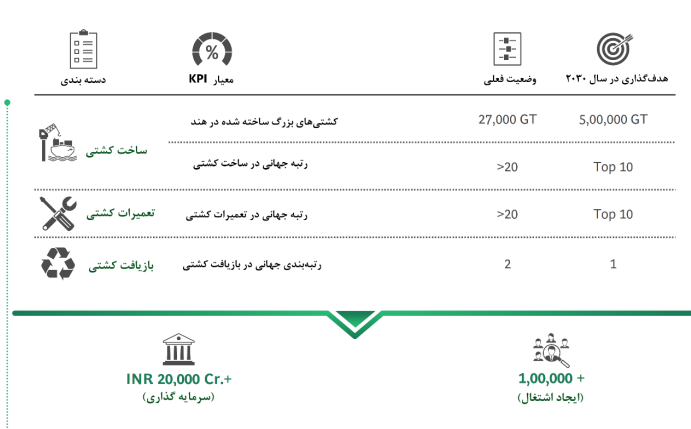 دسته بندی
معیار KPI
وضعیت فعلی
هدف‌گذاری در سال ۲۰۳۰
%
ساخت کشتی
کشتی‌های بزرگ ساخته شده در هند
27,000 GT
5,00,000 GT
رتبه جهانی در ساخت کشتی
>20
Top 10
تعمیرات کشتی
رتبه جهانی در تعمیرات کشتی
>20
Top 10
بازیافت کشتی
رتبه‌بندی جهانی در بازیافت کشتی
2
1
INR 20,000 Cr.+
(سرمایه گذاری)
1,00,000 +
(ایجاد اشتغال)